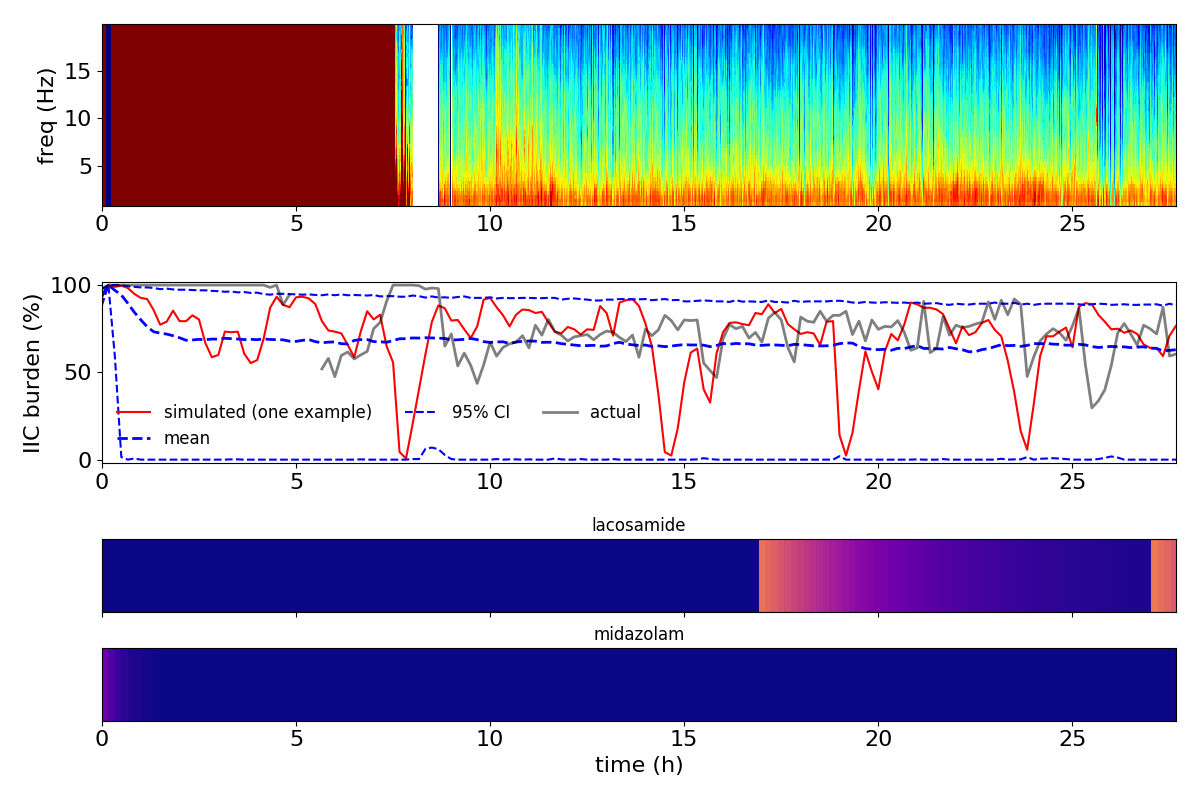 freq (Hz)
15
10
5
0 5 10 15 20 25
IIC burden (%)
100
50
0
simulated (one example)
mean
95% CI
actual
0 5 10 15 20 25
lacosamide
midazolam
0 5 10 15 20 25
time (h)